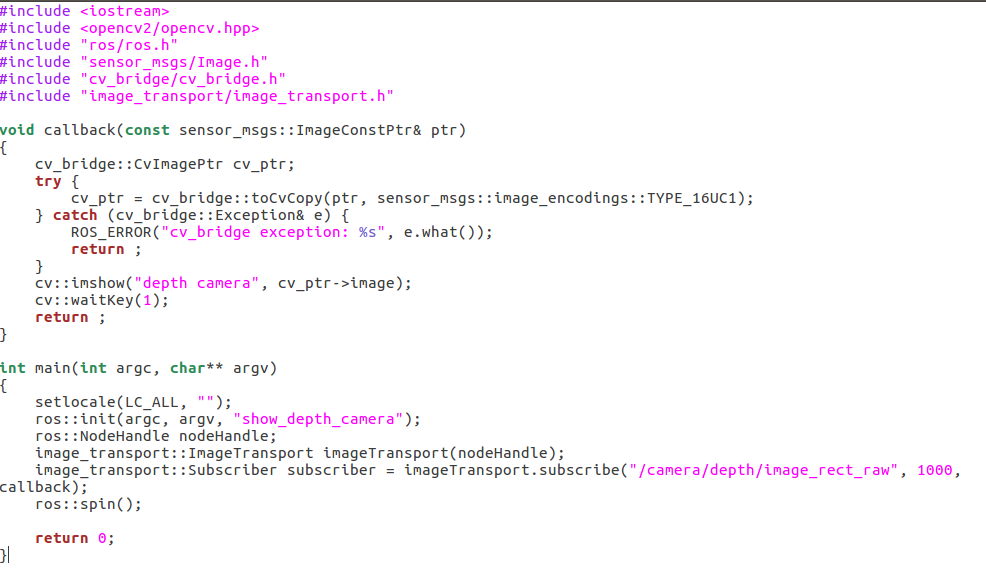 #include <iostream>
#include <opencv2/opencv.hpp>
#include "ros/ros.h"
#include "sensor_msgs/Image.h"
#include "cv_bridge/cv_bridge.h"
#include "image_transport/image_transport.h"

void callback(const sensor_msgs::ImageConstPtr& ptr)
{
    cv_bridge::CvImagePtr cv_ptr;
    try {
        cv_ptr = cv_bridge::toCvCopy(ptr, sensor_msgs::image_encodings::TYPE_16UC1);
    } catch (cv_bridge::Exception& e) {
        ROS_ERROR("cv_bridge exception: %s", e.what());
        return ;
    }
    cv::imshow("depth camera", cv_ptr->image);
    cv::waitKey(1);
    return ;
}

int main(int argc, char** argv)
{
    setlocale(LC_ALL, "");
    ros::init(argc, argv, "show_depth_camera");
    ros::NodeHandle nodeHandle;
    image_transport::ImageTransport imageTransport(nodeHandle);
    image_transport::Subscriber subscriber = imageTransport.subscribe("/camera/depth/image_rect_raw", 1000,
callback);
    ros::spin();

    return 0;
}